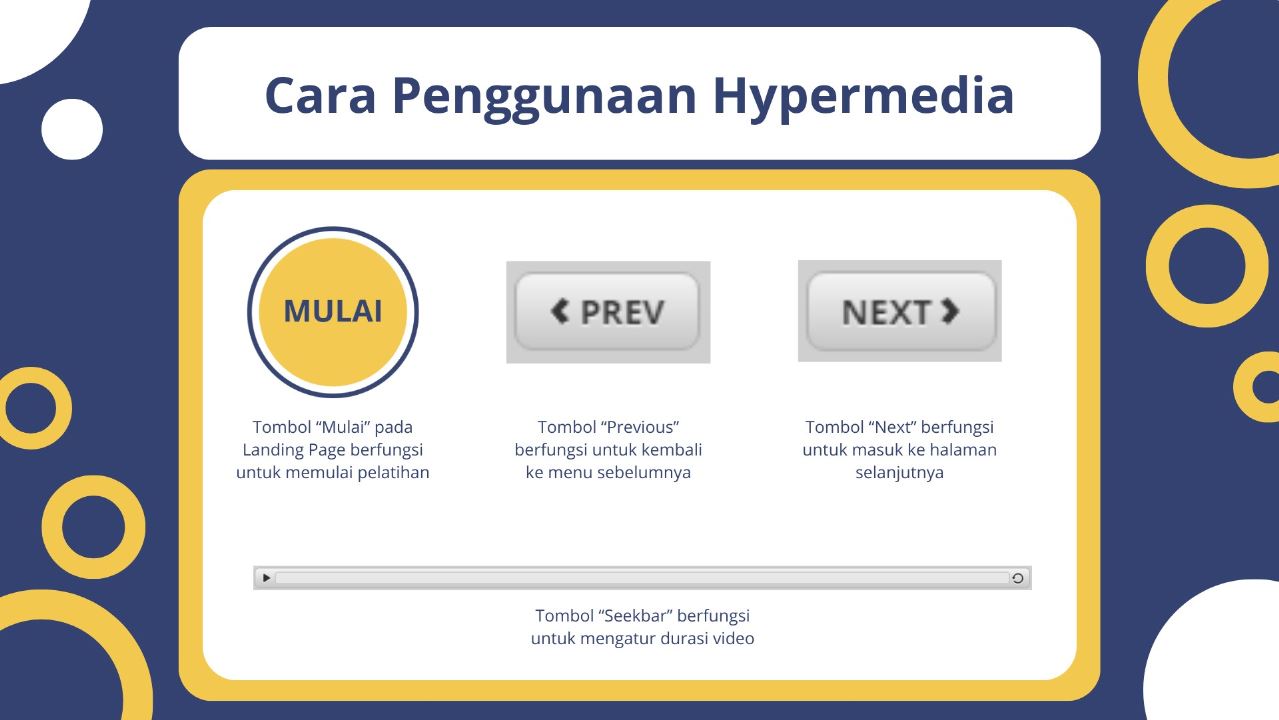 Cara Penggunaan Hypermedia
MULAI
PREV
NEXT
Tombol “Mulai” pada
Landing Page berfungsi
untuk memulai pelatihan
Tombol “Previous”
berfungsi untuk kembali
ke menu sebelumnya
Tombol “Next” berfungsi
untuk masuk ke halaman
selanjutnya
Tombol “Seekbar” berfungsi
untuk mengatur durasi video